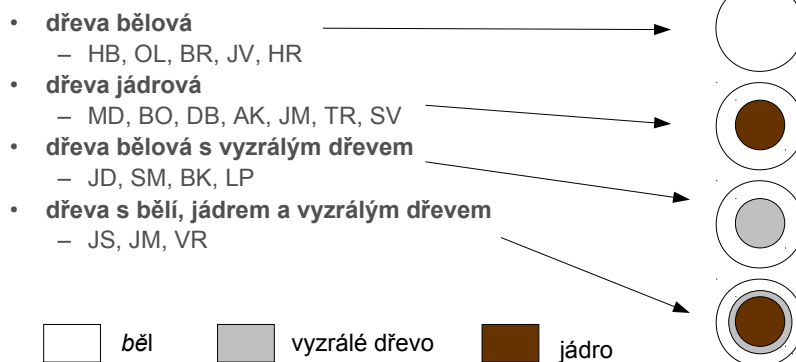 • dřeva bělová
– HB, OL, BR, JV, HR
• dřeva jádrová
– MD, BO, DB, AK, JM, TR, SV
• dřeva bělová s vyzrálým dřevem
– JD, SM, BK, LP
• dřeva s bělí, jádrem a vyzrálým dřevem
– JS, JM, VR
běl vyzrálé dřevo jádro